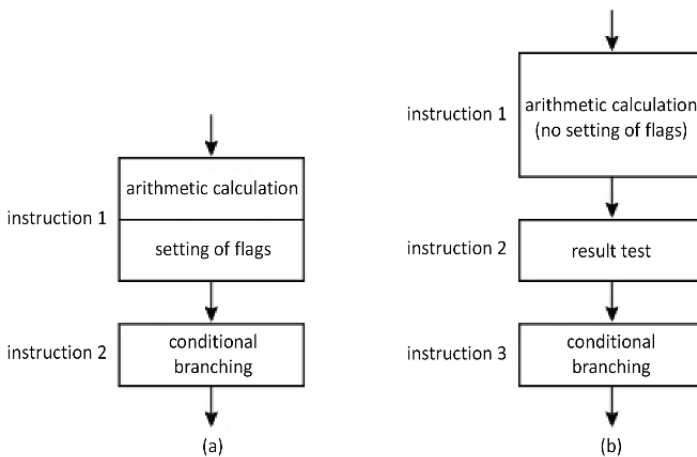 instruction 1
arithmetic calculation
setting of flags
instruction 2
conditional
branching
(a)
instruction 1
arithmetic calculation
(no setting of flags)
instruction 2
result test
instruction 3
conditional
branching
(b)